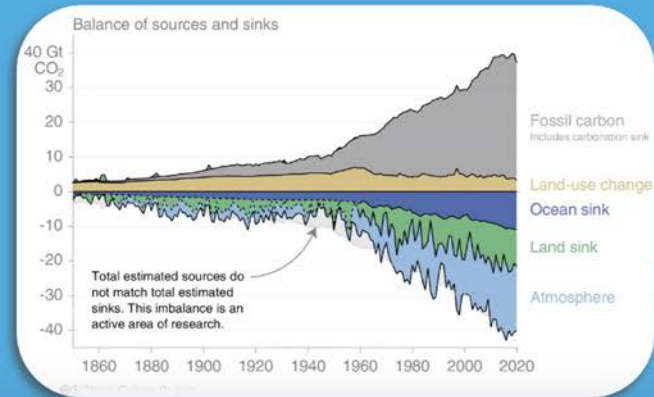 Balance of sources and sinks
40 Gt
CO₂
30
20
10
0
-10
-20
-30
-40
1860
1880
1900
1920
1940
1960
1980
2000
2020
Fossil carbon
Includes carbonation sink
Land-use change
Ocean sink
Land sink
Atmosphere
Total estimated sources do
not match total estimated
sinks. This imbalance is an
active area of research.